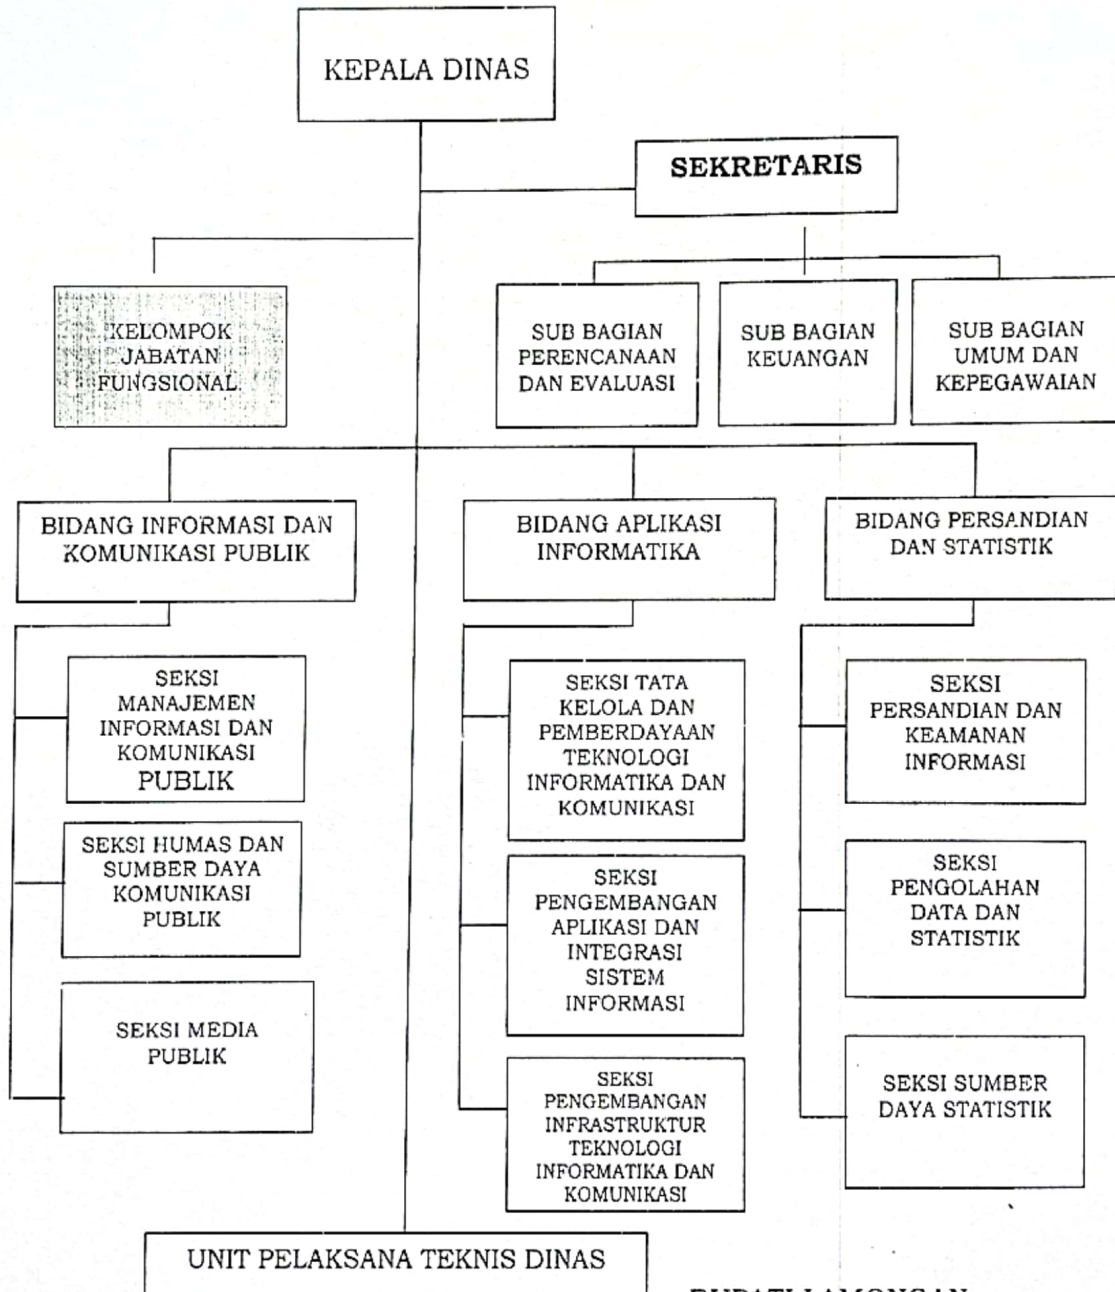 KEPALA DINAS
SEKRETARIS
KELOMPOK
JABATAN
FUNGSIONAL
SUB BAGIAN
PERENCANAAN
DAN EVALUASI
SUB BAGIAN
KEUANGAN
SUB BAGIAN
UMUM DAN
KEPEGAWAIAN
BIDANG INFORMASI DAN
KOMUNIKASI PUBLIK
BIDANG APLIKASI
INFORMATIKA
BIDANG PERSANDIAN
DAN STATISTIK
SEKSI
MANAJEMEN
INFORMASI DAN
KOMUNIKASI
PUBLIK
SEKSI HUMAS DAN
SUMBER DAYA
KOMUNIKASI
PUBLIK
SEKSI MEDIA
PUBLIK
SEKSI TATA
KELOLA DAN
PEMBERDAYAAN
TEKNOLOGI
INFORMATIKA DAN
KOMUNIKASI
SEKSI
PENGEMBANGAN
APLIKASI DAN
INTEGRASI
SISTEM
INFORMASI
SEKSI
PENGEMBANGAN
INFRASTRUKTUR
TEKNOLOGI
INFORMATIKA DAN
KOMUNIKASI
SEKSI
PERSANDIAN DAN
KEAMANAN
INFORMASI
SEKSI
PENGOLAHAN
DATA DAN
STATISTIK
SEKSI SUMBER
DAYA STATISTIK
UNIT PELAKSANA TEKNIS DINAS
BUPATI LAMONGAN